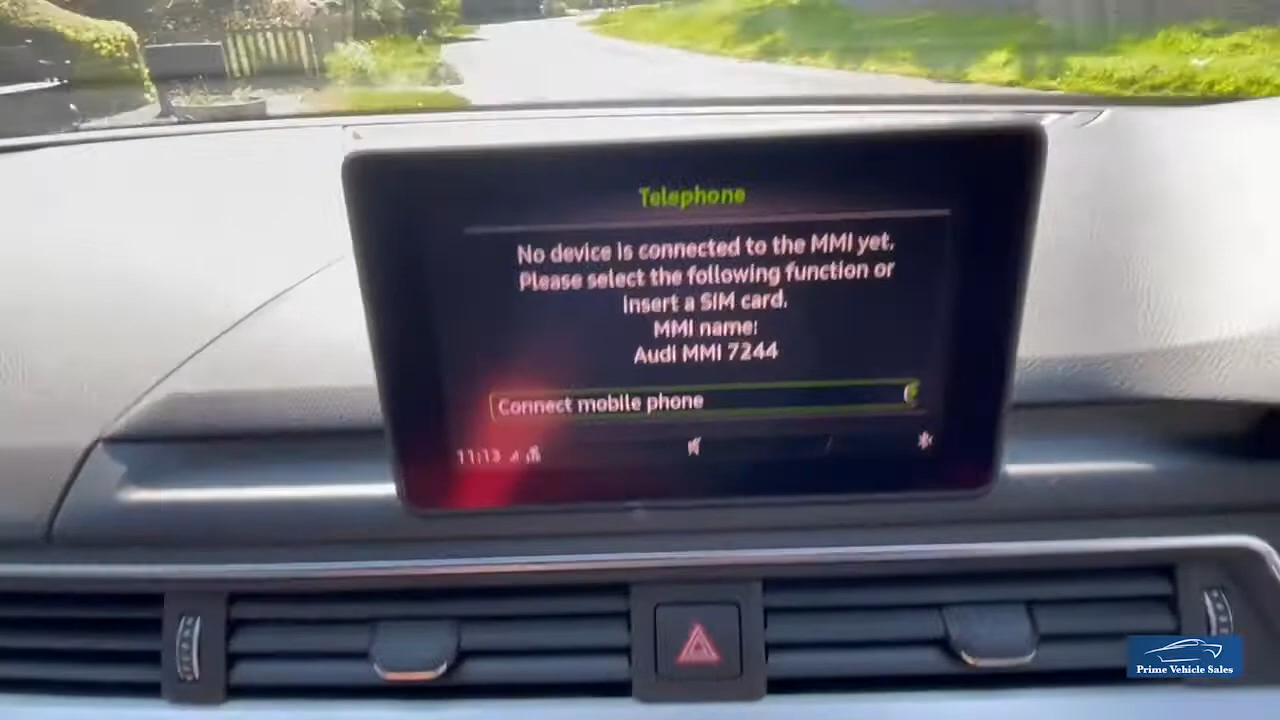 Telephone
No device is connected to the MMI yet.
Please select the following function or
insert a SIM card.
MMI name:
Audi MMI 7244
Connect mobile phone
11:13
Prime Vehicle Sales